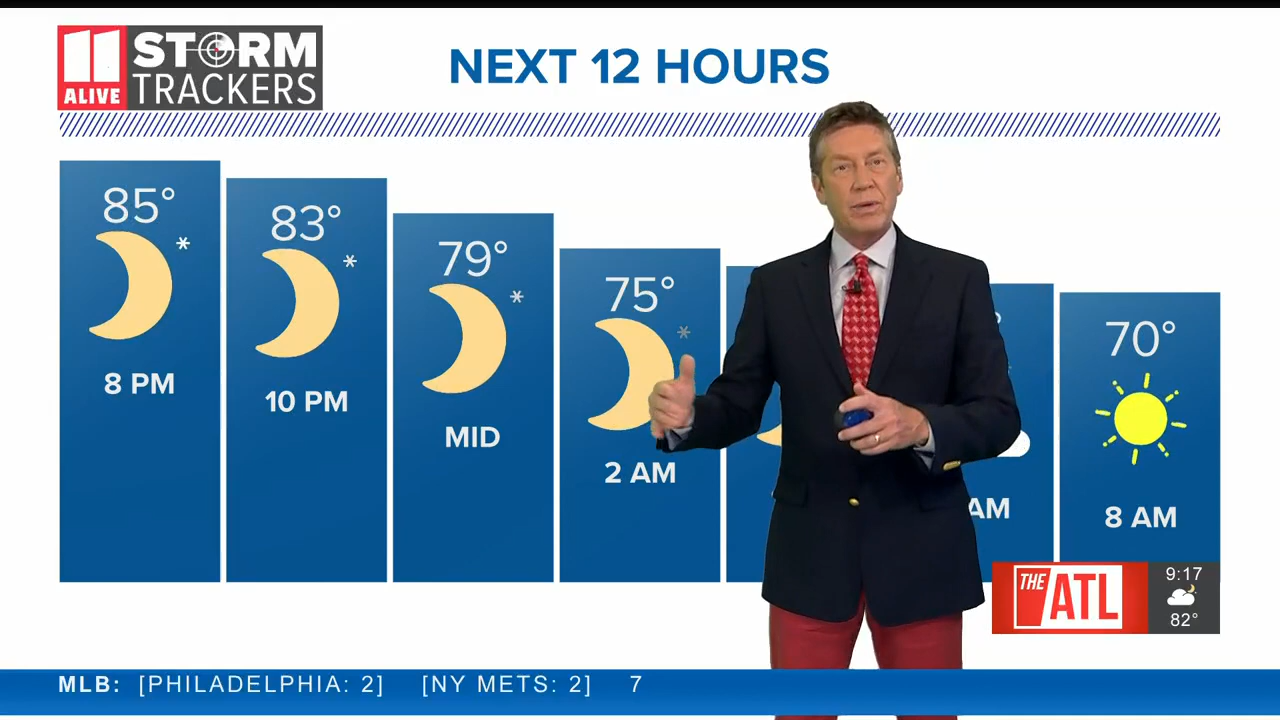 11
ALIVE
STORM
TRACKERS
NEXT 12 HOURS
85°
8 PM
83°
10 PM
79°
MID
75°
2 AM
AM
70°
8 AM
THE
ATL
9:17
82°
MLB: [PHILADELPHIA: 2] [NY METS: 2] 7